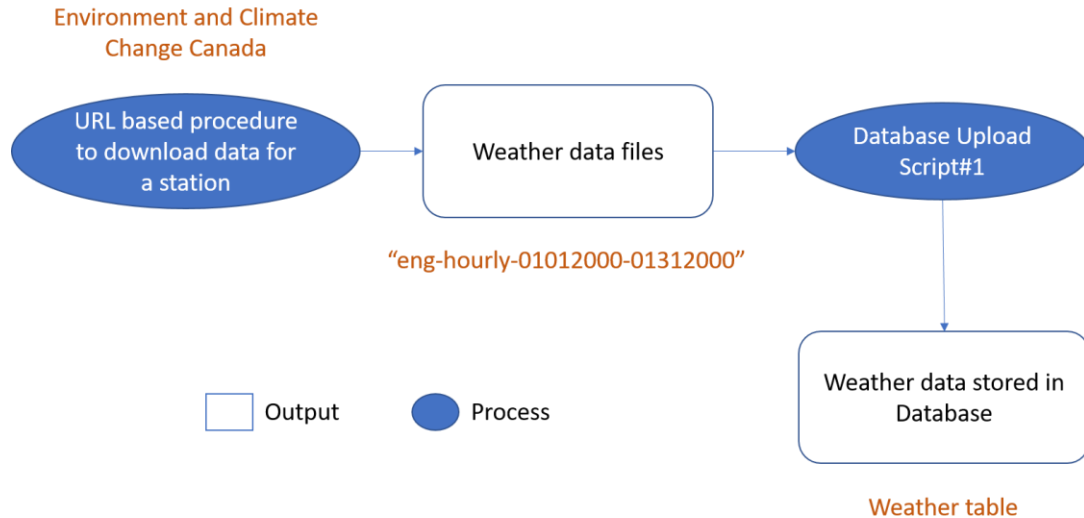 Environment and Climate
Change Canada
URL based procedure
to download data for
a station
Weather data files
Database Upload
Script#1
“eng-hourly-01012000-01312000”
Weather data stored in
Database
Output
Process
Weather table